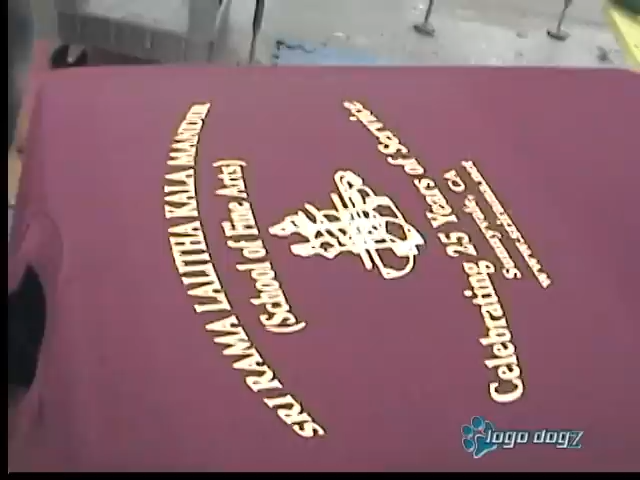 SRI RAMA LALITHA KALA MANDIR
(School of Fine Arts)
Celebrating 25 Years of Service
Sunnyvale, CA
logo dogz